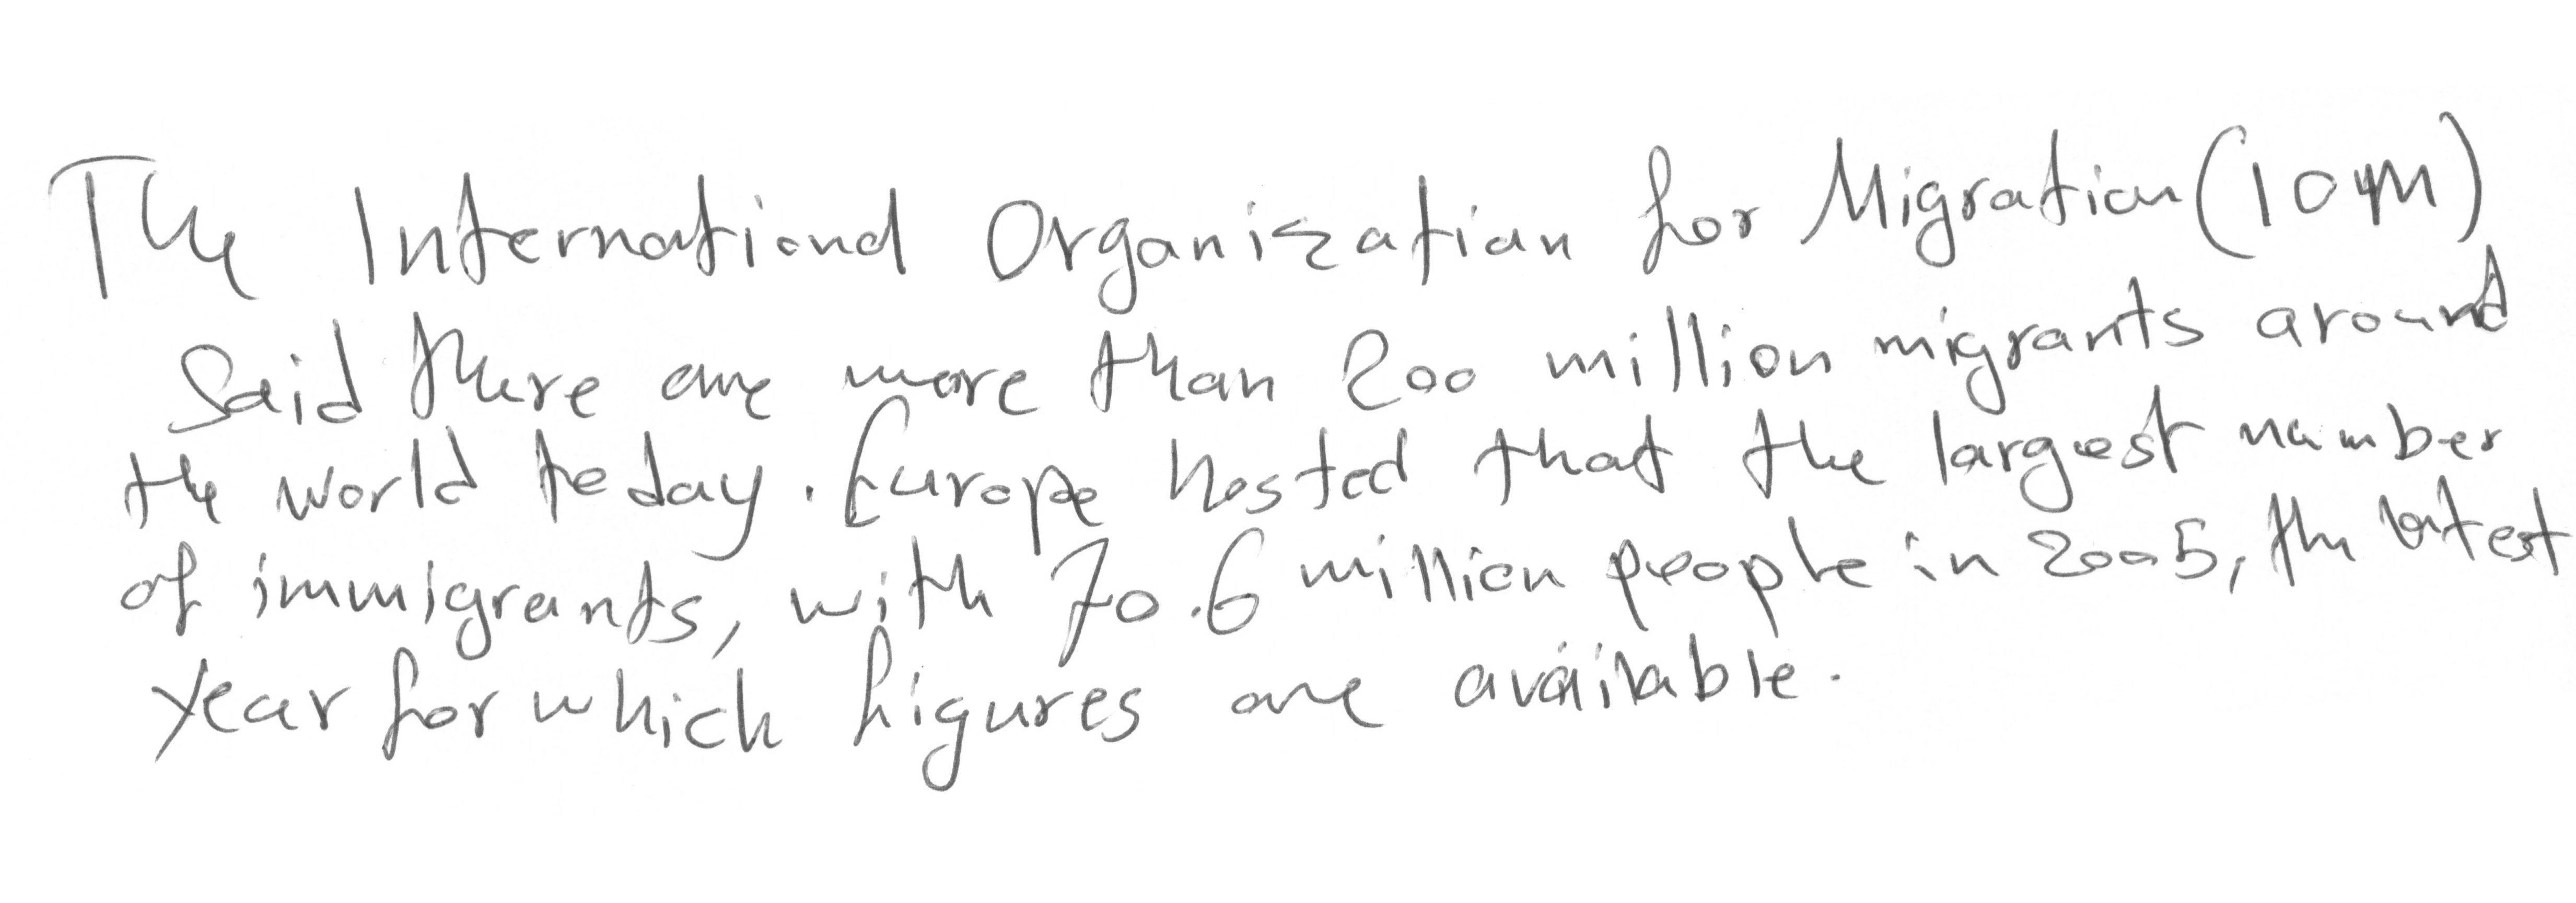 The International Organization for Migration (IOM)
said there are more than 200 million migrants around
the world today. Europe hosted that the largest number
of immigrants, with 70.6 million people in 2005, the latest
year for which figures are available.